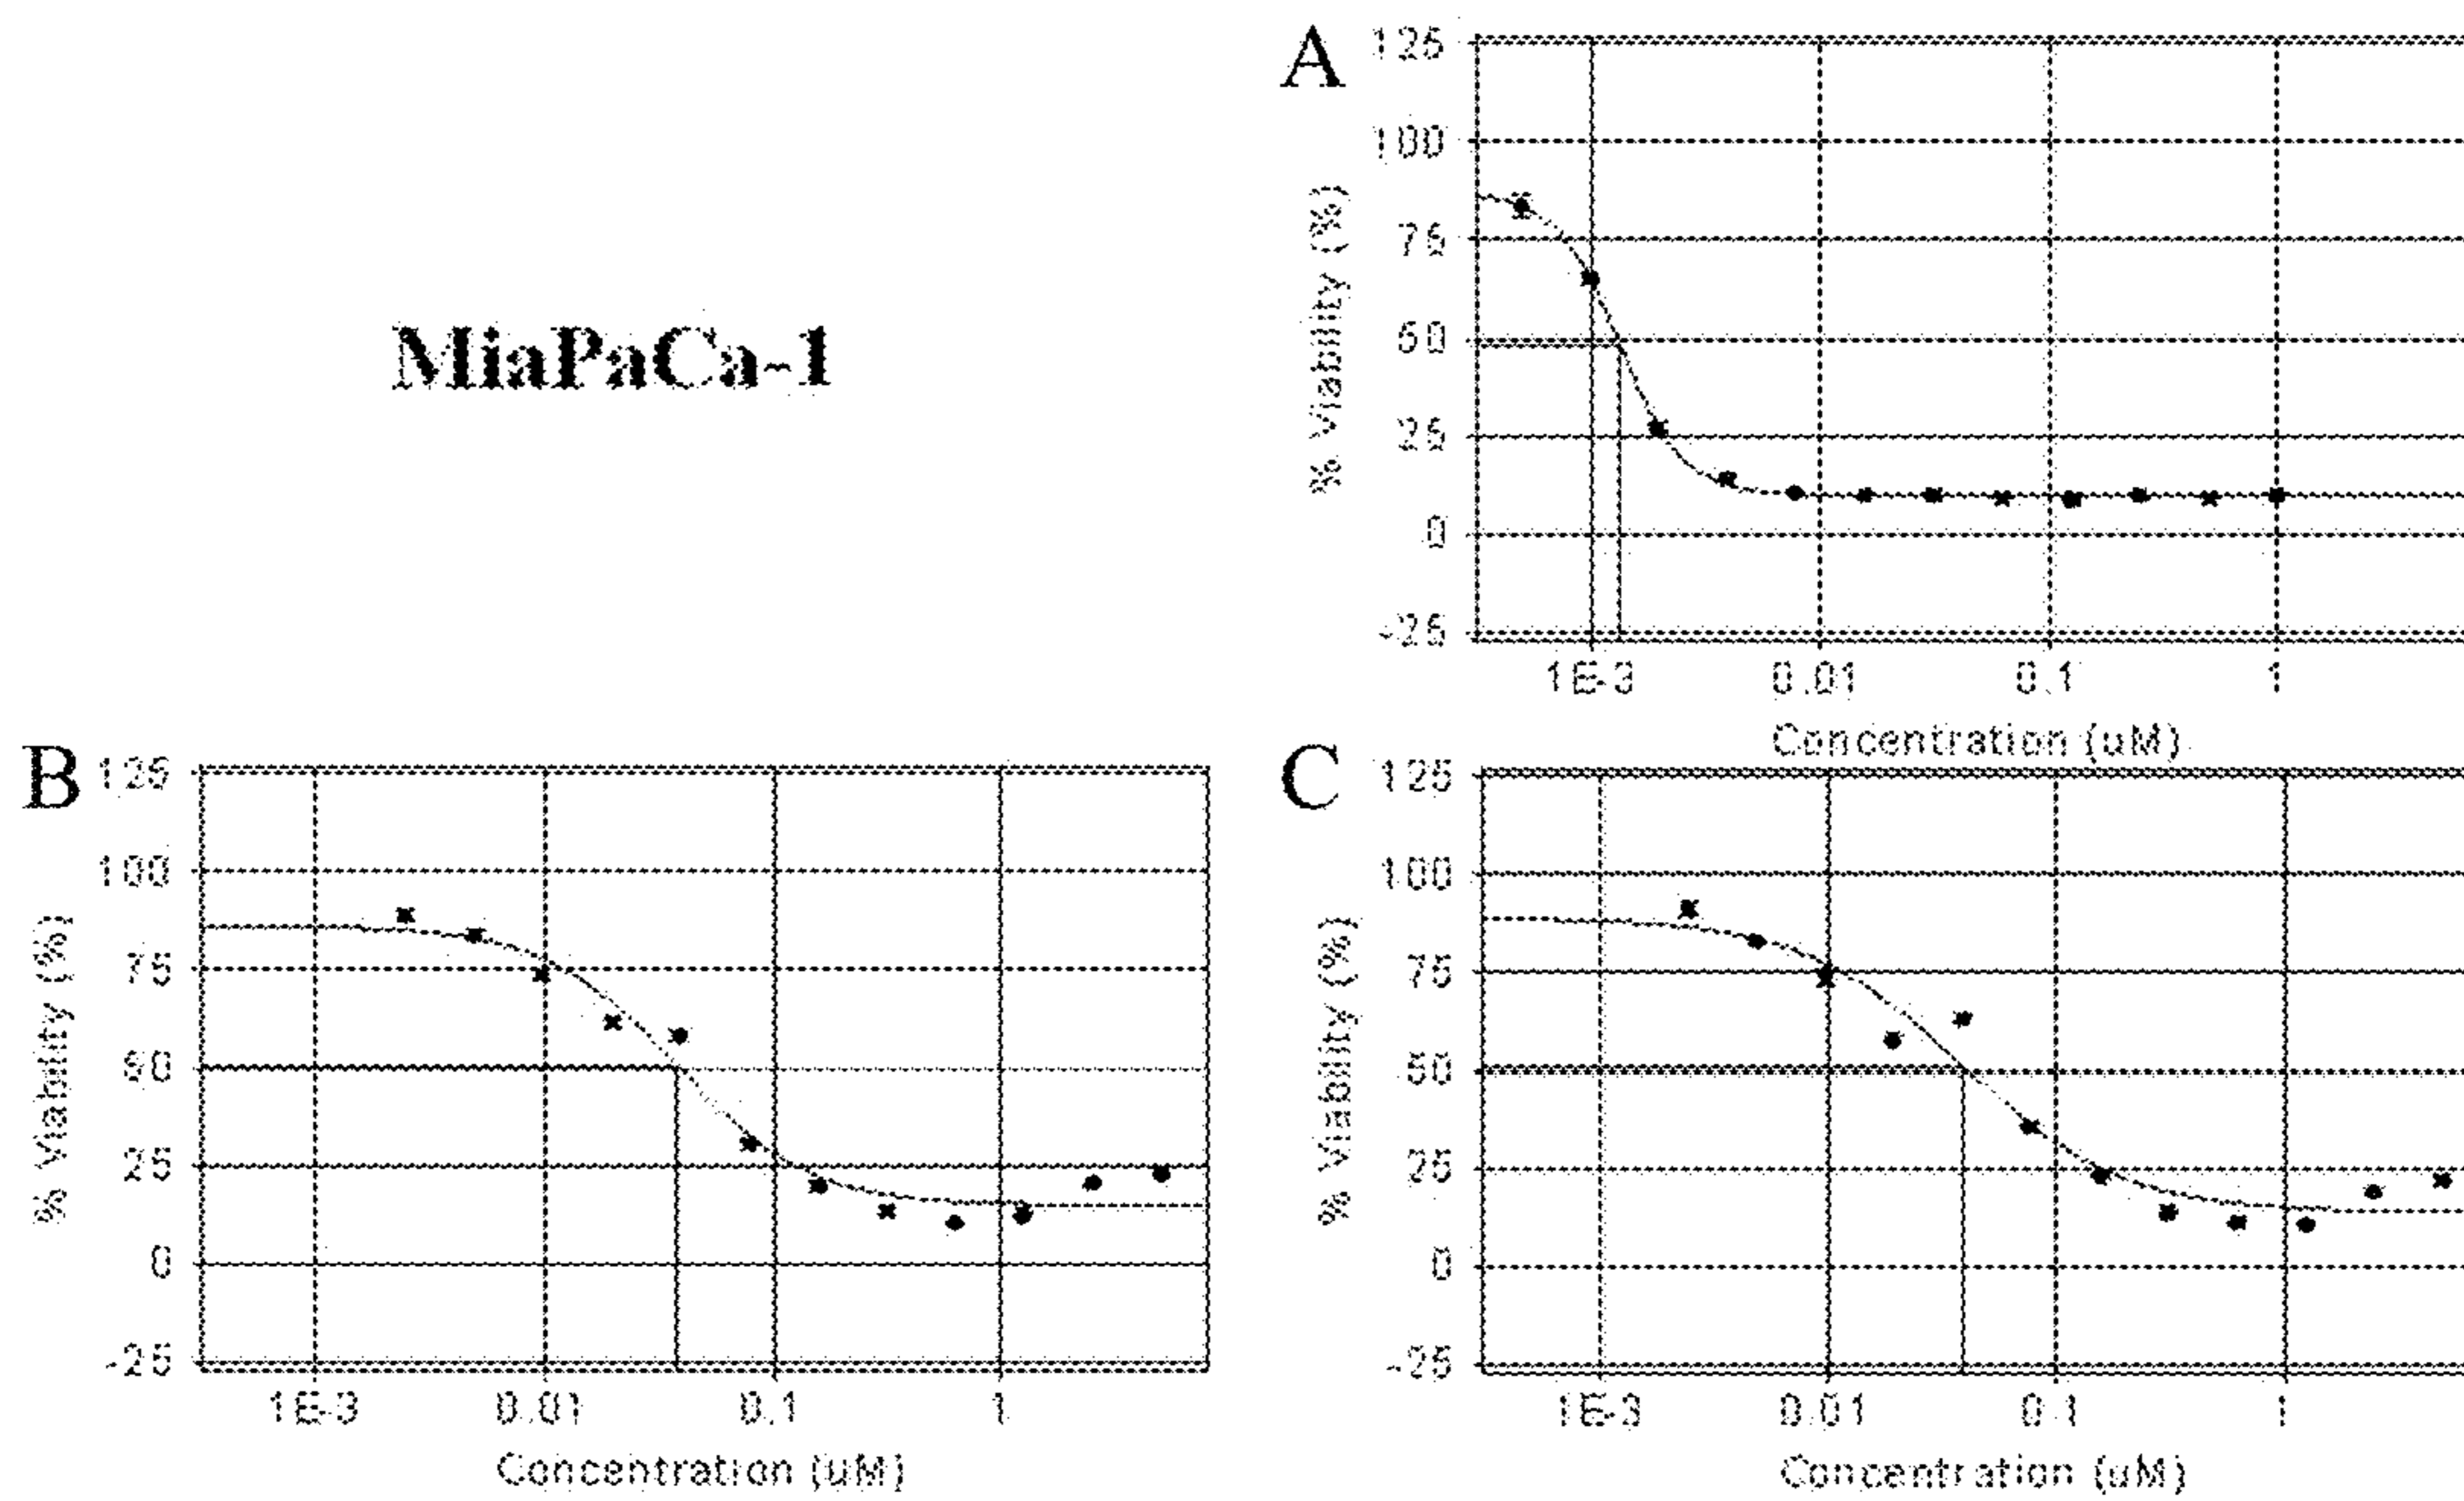 A
125
100
75
50
25
0
-25
% Viability (%)
1E-3 0.01 0.1 1
Concentration (uM)
MiaPaCa-1
B
125
100
75
50
25
0
-25
% Viability (%)
1E-3 0.01 0.1 1
Concentration (uM)
C
125
100
75
50
25
0
-25
% Viability (%)
1E-3 0.01 0.1 1
Concentration (uM)